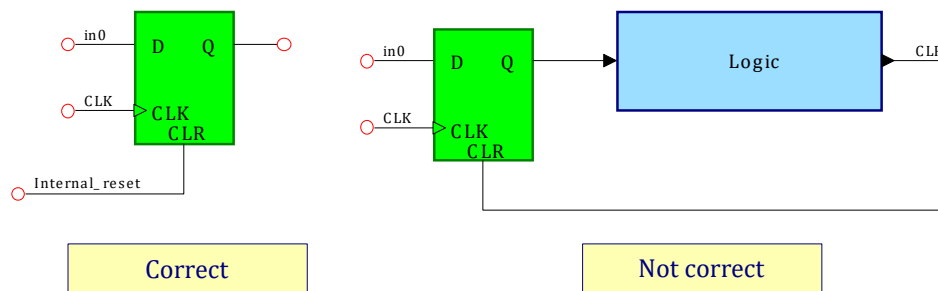 in0
D
Q
CLK
CLK
CLR
Internal_reset
Correct
in0
D
Q
CLK
CLK
CLR
Logic
Not correct